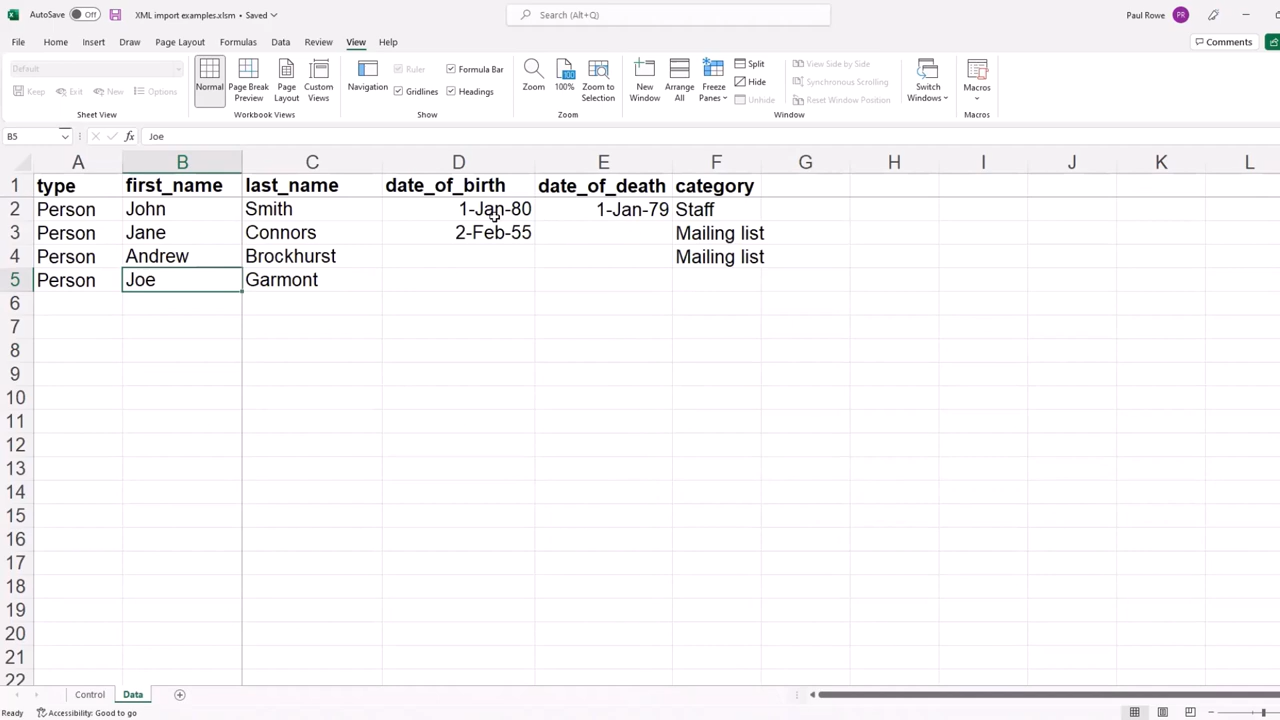 AutoSave Off XML import examples.xlsm • Saved Search (Alt+Q) Paul Rowe PR
File Home Insert Draw Page Layout Formulas Data Review View Help Comments
Default
Keep Exit New Options
Sheet View
Normal Page Break Preview Page Layout Custom Views
Workbook Views
Navigation Ruler Formula Bar
Gridlines Headings
Show
Zoom 100% Zoom to Selection
Zoom
New Window Arrange All Freeze Panes
Split
Hide
Unhide
View Side by Side
Synchronous Scrolling
Reset Window Position
Switch Windows
Window
Macros
Macros
B5 fx Joe
A B C D E F G H I J K L
1 type first_name last_name date_of_birth date_of_death category
2 Person John Smith 1-Jan-80 1-Jan-79 Staff
3 Person Jane Connors 2-Feb-55 Mailing list
4 Person Andrew Brockhurst Mailing list
5 Person Joe Garmont
6
7
8
9
10
11
12
13
14
15
16
17
18
19
20
21
22
Control Data
Ready Accessibility: Good to go